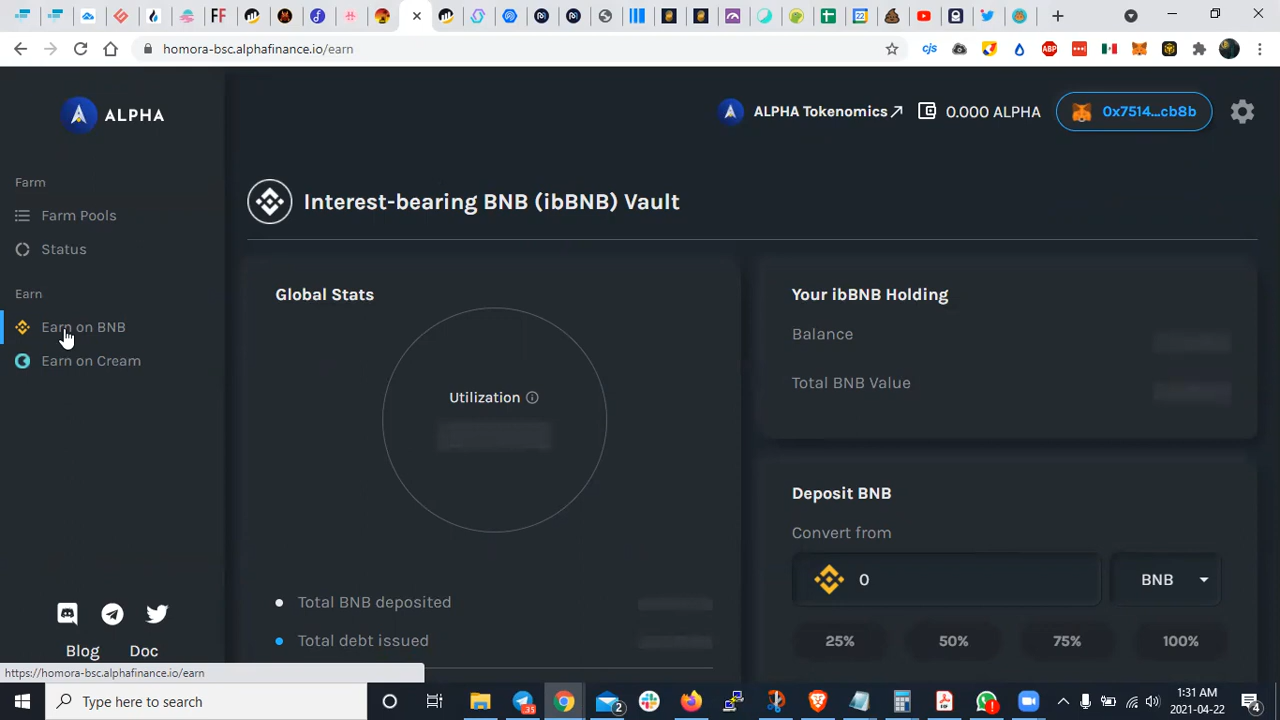 homora-bsc.alphafinance.io/earn
ALPHA
ALPHA Tokenomics
0.000 ALPHA
0x7514...cb8b
Farm
Farm Pools
Status
Earn
Earn on BNB
Earn on Cream
Interest-bearing BNB (ibBNB) Vault
Global Stats
Utilization
Total BNB deposited
Total debt issued
Your ibBNB Holding
Balance
Total BNB Value
Deposit BNB
Convert from
0
BNB
25% 50% 75% 100%
Blog Doc
https://homora-bsc.alphafinance.io/earn
Type here to search
1:31 AM
2021-04-22